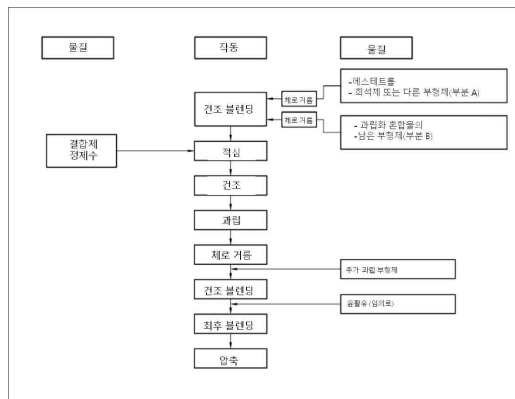 물질
작동
물질
-에스테트롤
- 희석제 또는 다른 부형제(부분 A)
체로 거름
건조 블렌딩
체로 거름
- 과립화 혼합물의
-남은 부형제(부분 B)
결합제
정제수
적심
건조
과립
체로 거름
추가 과립 부형제
건조 블렌딩
윤활유 (임의로)
최후 블렌딩
압축